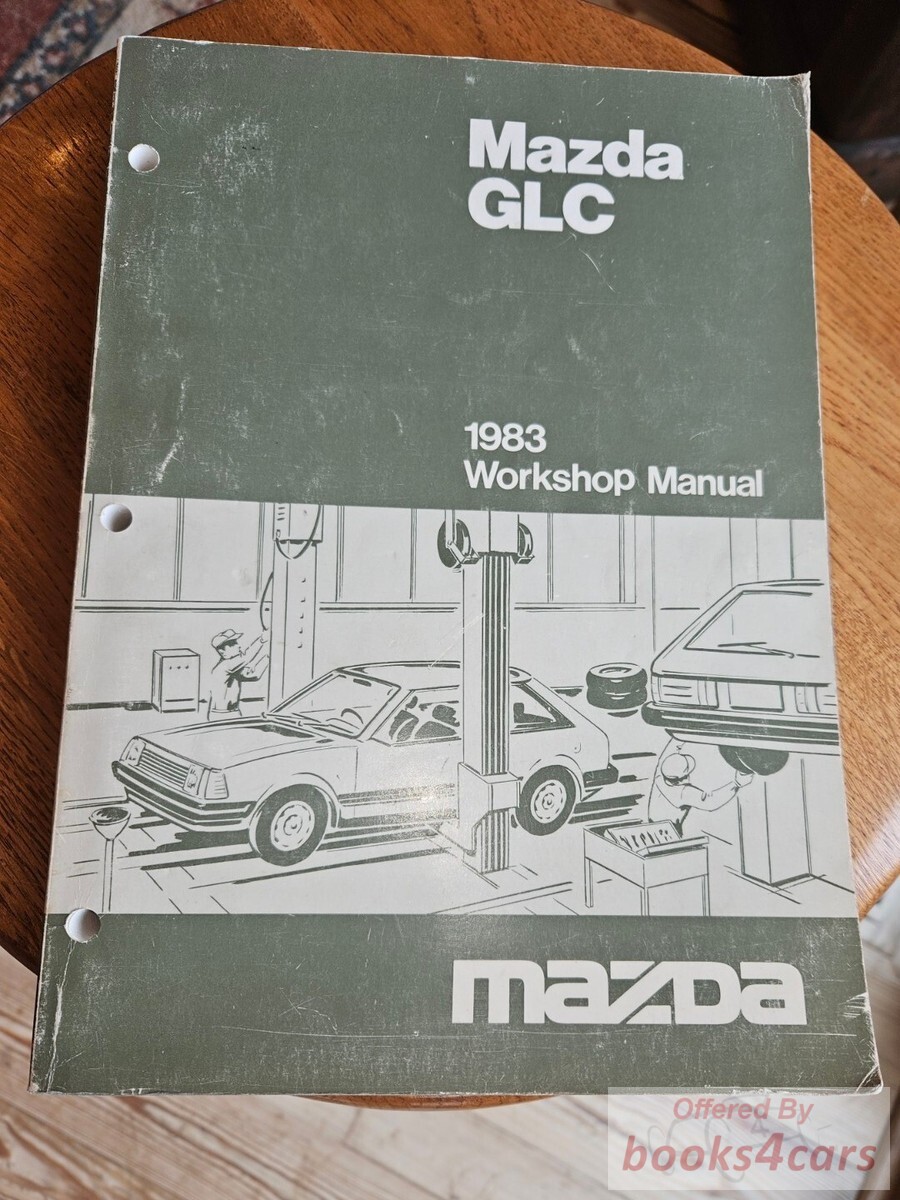 Mazda
GLC
1983
Workshop Manual
mazda
Offered By
books4cars